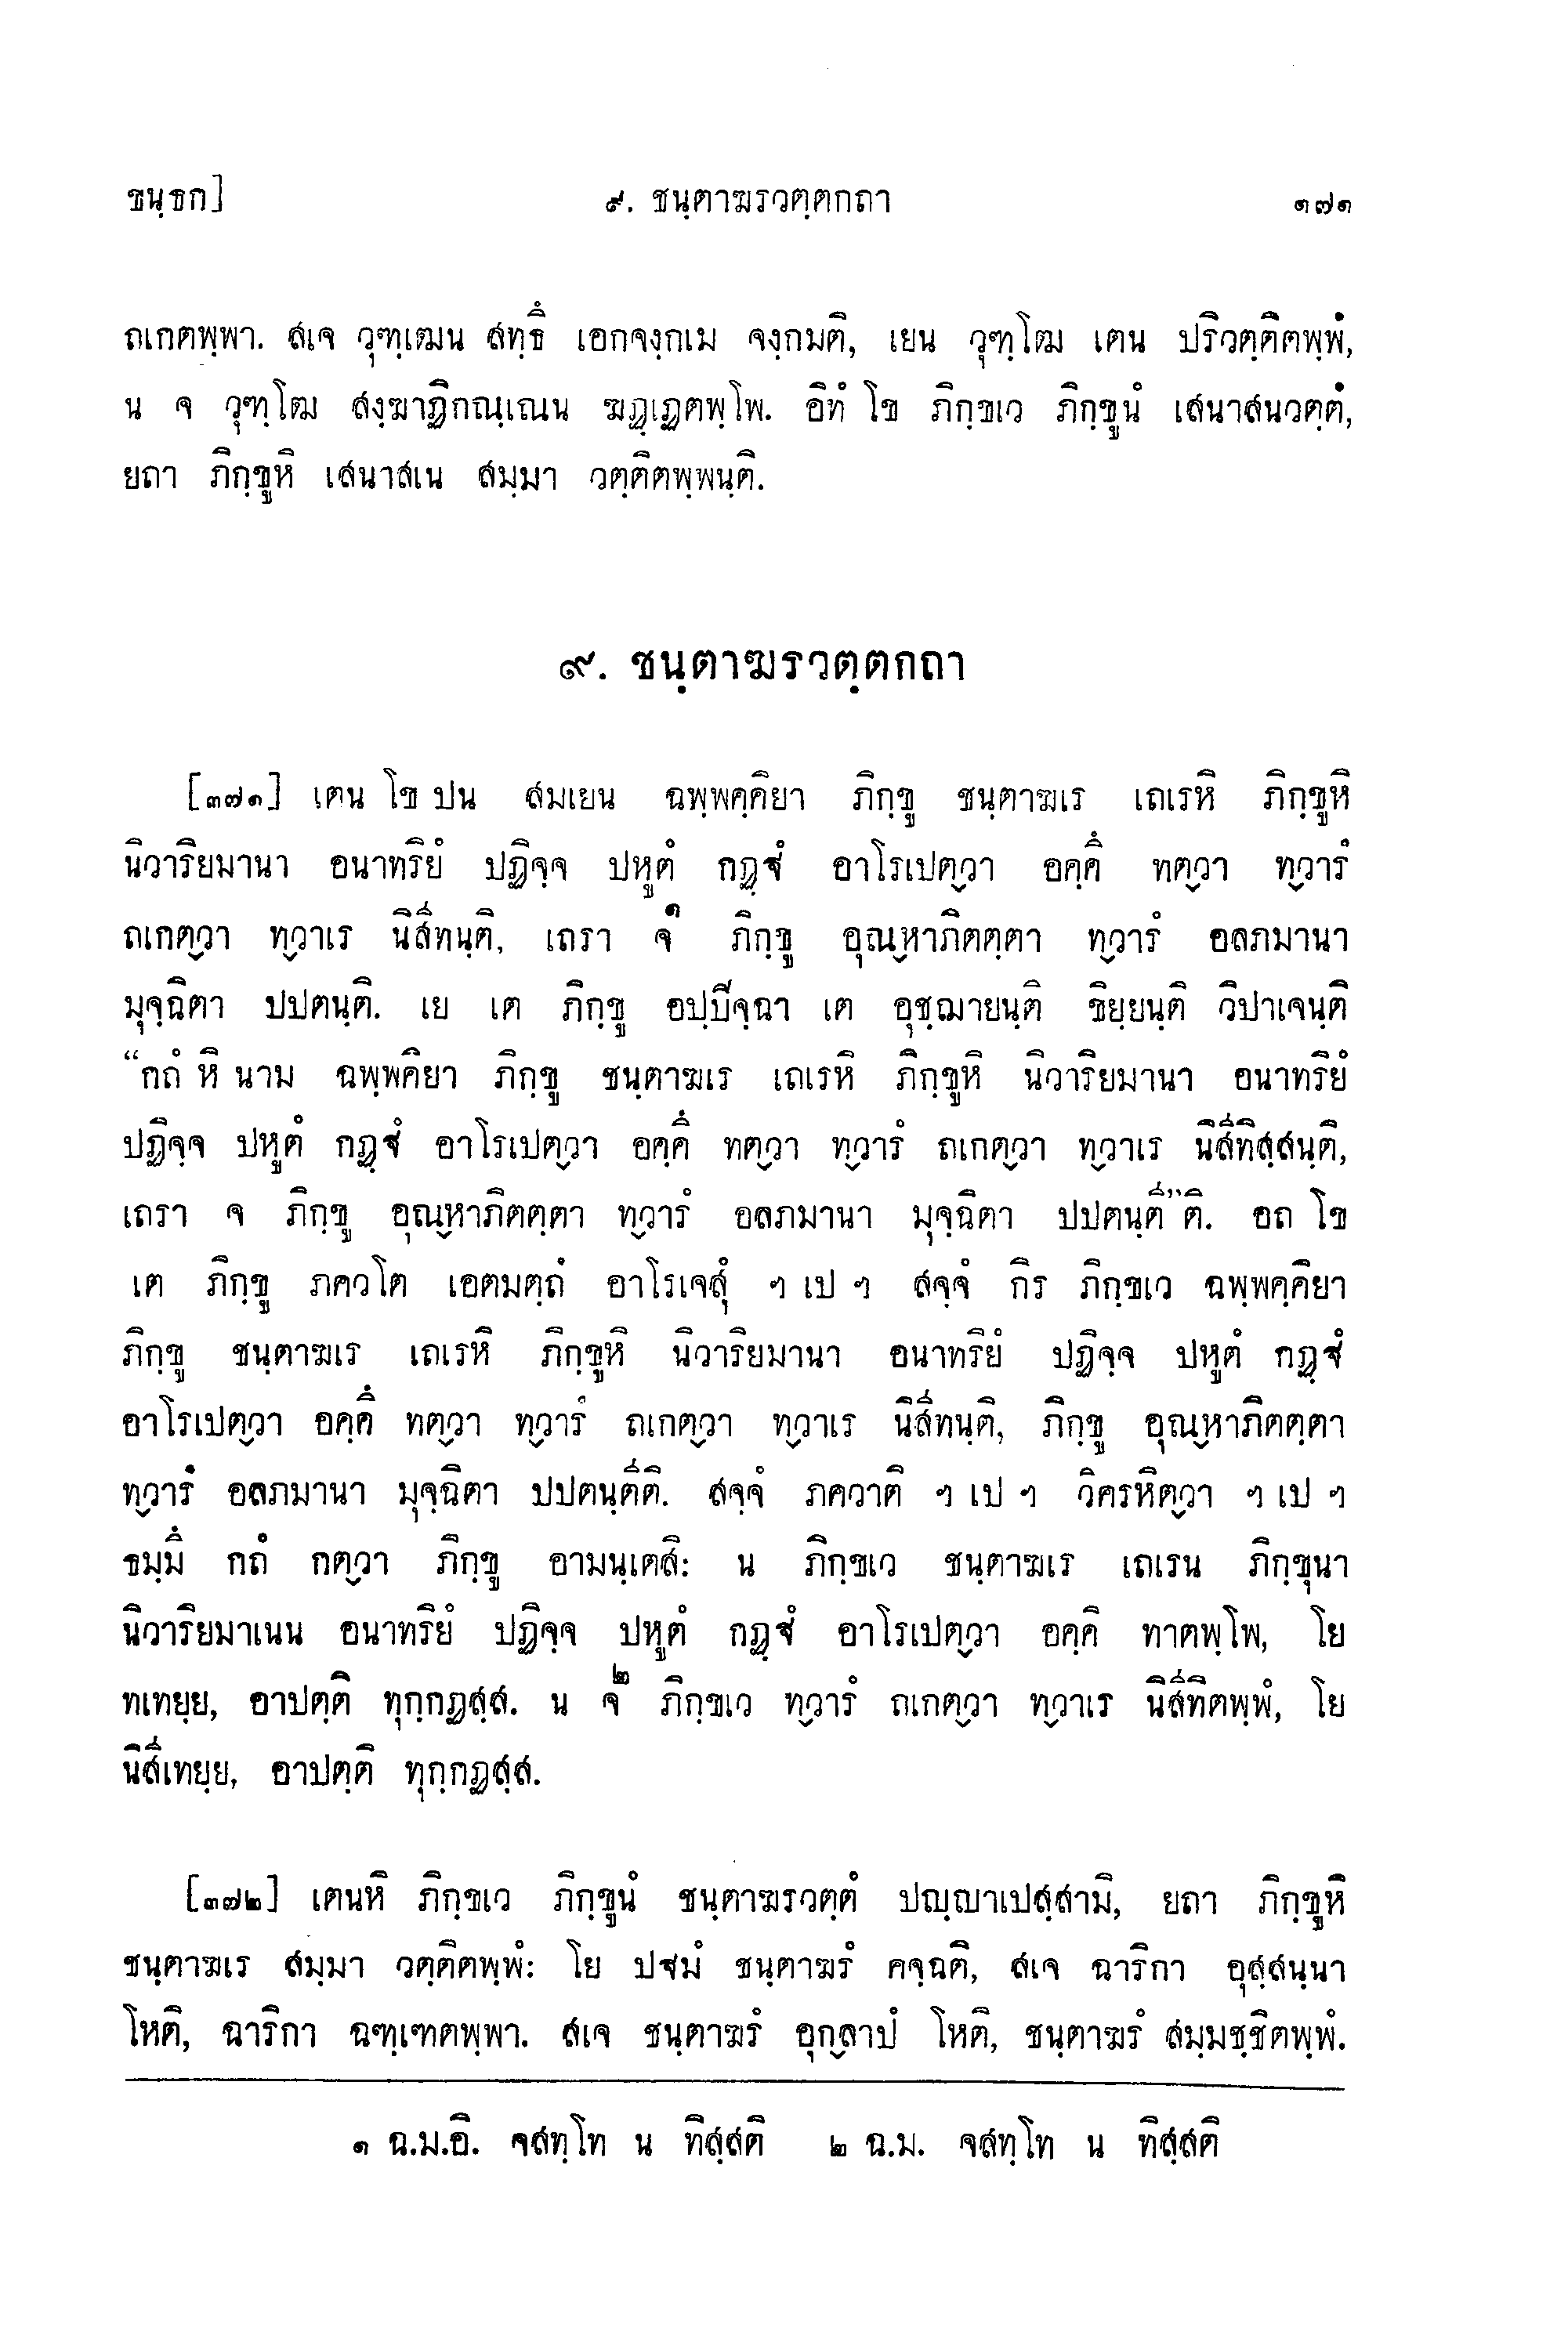 ขนฺธก]
๙. ชนฺตาฆรวตฺตกถา
๑๗๑
ถเกตพฺพา. สเจ วุฑฺเฒน สทฺธึ เอกจงฺกเม จงฺกมติ, เยน วุฑฺโฒ เตน ปริวตฺติตพฺพํ,
น จ วุฑฺโฒ สงฺฆาฏิกณฺเณน ฆฏฺเฏตพฺโพ. อิทํ โข ภิกฺขเว ภิกฺขูนํ เสนาสนวตฺตํ,
ยถา ภิกฺขูหิ เสนาสเน สมฺมา วตฺติตพฺพนฺติ.
๙. ชนฺตาฆรวตฺตกถา
[๓๗๑] เตน โข ปน สมเยน ฉพฺพคฺคิยา ภิกฺขู ชนฺตาฆเร เถเรหิ ภิกฺขูหิ
นิวาริยมานา อนาทริยํ ปฏิจฺจ ปหูตํ กฏฺฐํ อาโรเปตฺวา อคฺคึ ทตฺวา ทฺวารํ
ถเกตฺวา ทฺวาเร นิสีทนฺติ, เถรา จ๑ ภิกฺขู อุณฺหาภิตตฺตา ทฺวารํ อลภมานา
มุจฺฉิตา ปปตนฺติ. เย เต ภิกฺขู อปฺปิจฺฉา เต อุชฺฌายนฺติ ขิยฺยนฺติ วิปาเจนฺติ
“กถํ หิ นาม ฉพฺพคิยา ภิกฺขู ชนฺตาฆเร เถเรหิ ภิกฺขูหิ นิวาริยมานา อนาทริยํ
ปฏิจฺจ ปหูตํ กฏฺฐํ อาโรเปตฺวา อคฺคึ ทตฺวา ทฺวารํ ถเกตฺวา ทฺวาเร นิสีทิสฺสนฺติ,
เถรา จ ภิกฺขู อุณฺหาภิตตฺตา ทฺวารํ อลภมานา มุจฺฉิตา ปปตนฺตี”ติ. อถ โข
เต ภิกฺขู ภควโต เอตมตฺถํ อาโรเจสุํ ฯ เป ฯ สจฺจํ กิร ภิกฺขเว ฉพฺพคฺคิยา
ภิกฺขู ชนฺตาฆเร เถเรหิ ภิกฺขูหิ นิวาริยมานา อนาทริยํ ปฏิจฺจ ปหูตํ กฏฺฐํ
อาโรเปตฺวา อคฺคึ ทตฺวา ทฺวารํ ถเกตฺวา ทฺวาเร นิสีทนฺติ, ภิกฺขู อุณฺหาภิตตฺตา
ทฺวารํ อลภมานา มุจฺฉิตา ปปตนฺตีติ. สจฺจํ ภควาติ ฯ เป ฯ วิครหิตฺวา ฯ เป ฯ
ธมฺมึ กถํ กตฺวา ภิกฺขู อามนฺเตสิ: น ภิกฺขเว ชนฺตาฆเร เถเรน ภิกฺขุนา
นิวาริยมาเนน อนาทริยํ ปฏิจฺจ ปหูตํ กฏฺฐํ อาโรเปตฺวา อคฺคิ ทาตพฺโพ, โย
ทเทยฺย, อาปตฺติ ทุกฺกฏสฺส. น จ๒ ภิกฺขเว ทฺวารํ ถเกตฺวา ทฺวาเร นิสีทิตพฺพํ, โย
นิสีเทยฺย, อาปตฺติ ทุกฺกฏสฺส.
[๓๗๒] เตนหิ ภิกฺขเว ภิกฺขูนํ ชนฺตาฆรวตฺตํ ปญฺญาเปสฺสามิ, ยถา ภิกฺขูหิ
ชนฺตาฆเร สมฺมา วตฺติตพฺพํ: โย ปฐมํ ชนฺตาฆรํ คจฺฉติ, สเจ ฉาริกา อุสฺสนฺนา
โหติ, ฉาริกา ฉฑฺเฑตพฺพา. สเจ ชนฺตาฆรํ อุกฺลาปํ โหติ, ชนฺตาฆรํ สมฺมชฺชิตพฺพํ.
๑ ฉ.ม.อิ. จสทฺโท น ทิสฺสติ ๒ ฉ.ม. จสทฺโท น ทิสฺสติ